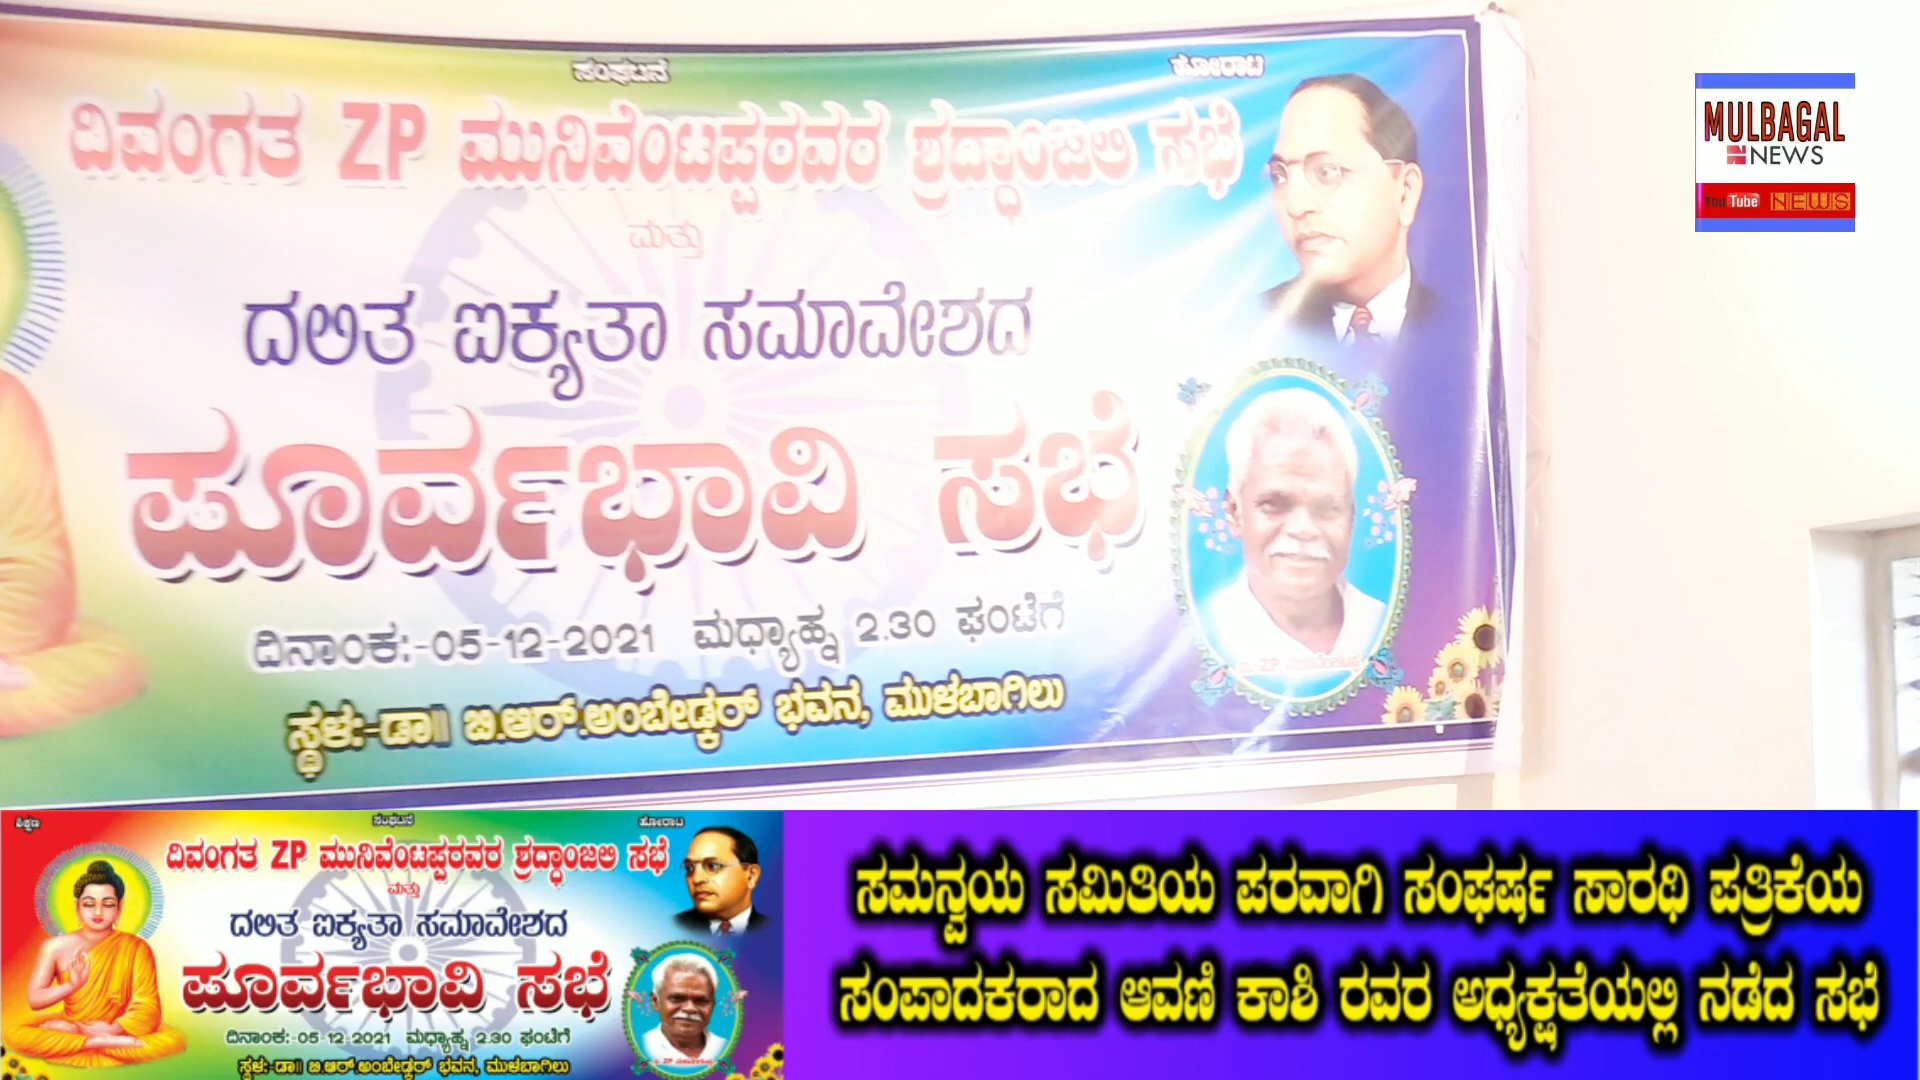 ಸಂಘಟನೆ
ಹೋರಾಟ
ದಿವಂಗತ ZP ಮುನಿವೆಂಟಪ್ಪರವರ ಶ್ರದ್ಧಾಂಜಲಿ ಸಭೆ
ಮತ್ತು
ದಲಿತ ಐಕ್ಯತಾ ಸಮಾವೇಶದ
ಪೂರ್ವಭಾವಿ ಸಭೆ
ದಿನಾಂಕ:-05-12-2021 ಮಧ್ಯಾಹ್ನ 2.30 ಘಂಟೆಗೆ
ಸ್ಥಳ:-ಡಾ॥ ಬಿ.ಆರ್.ಅಂಬೇಡ್ಕರ್ ಭವನ, ಮುಳಬಾಗಿಲು
MULBAGAL
NEWS
YouTube NEWS
ಶಿಕ್ಷಣ
ಸಂಘಟನೆ
ಹೋರಾಟ
ದಿವಂಗತ ZP ಮುನಿವೆಂಟಪ್ಪರವರ ಶ್ರದ್ಧಾಂಜಲಿ ಸಭೆ
ಮತ್ತು
ದಲಿತ ಐಕ್ಯತಾ ಸಮಾವೇಶದ
ಪೂರ್ವಭಾವಿ ಸಭೆ
ದಿನಾಂಕ:-05-12-2021 ಮಧ್ಯಾಹ್ನ 2.30 ಘಂಟೆಗೆ
ಸ್ಥಳ:-ಡಾ॥ ಬಿ.ಆರ್.ಅಂಬೇಡ್ಕರ್ ಭವನ, ಮುಳಬಾಗಿಲು
ಸಮನ್ವಯ ಸಮಿತಿಯ ಪರವಾಗಿ ಸಂಘರ್ಷ ಸಾರಥಿ ಪತ್ರಿಕೆಯ
ಸಂಪಾದಕರಾದ ಆವಣಿ ಕಾಶಿ ರವರ ಅಧ್ಯಕ್ಷತೆಯಲ್ಲಿ ನಡೆದ ಸಭೆ